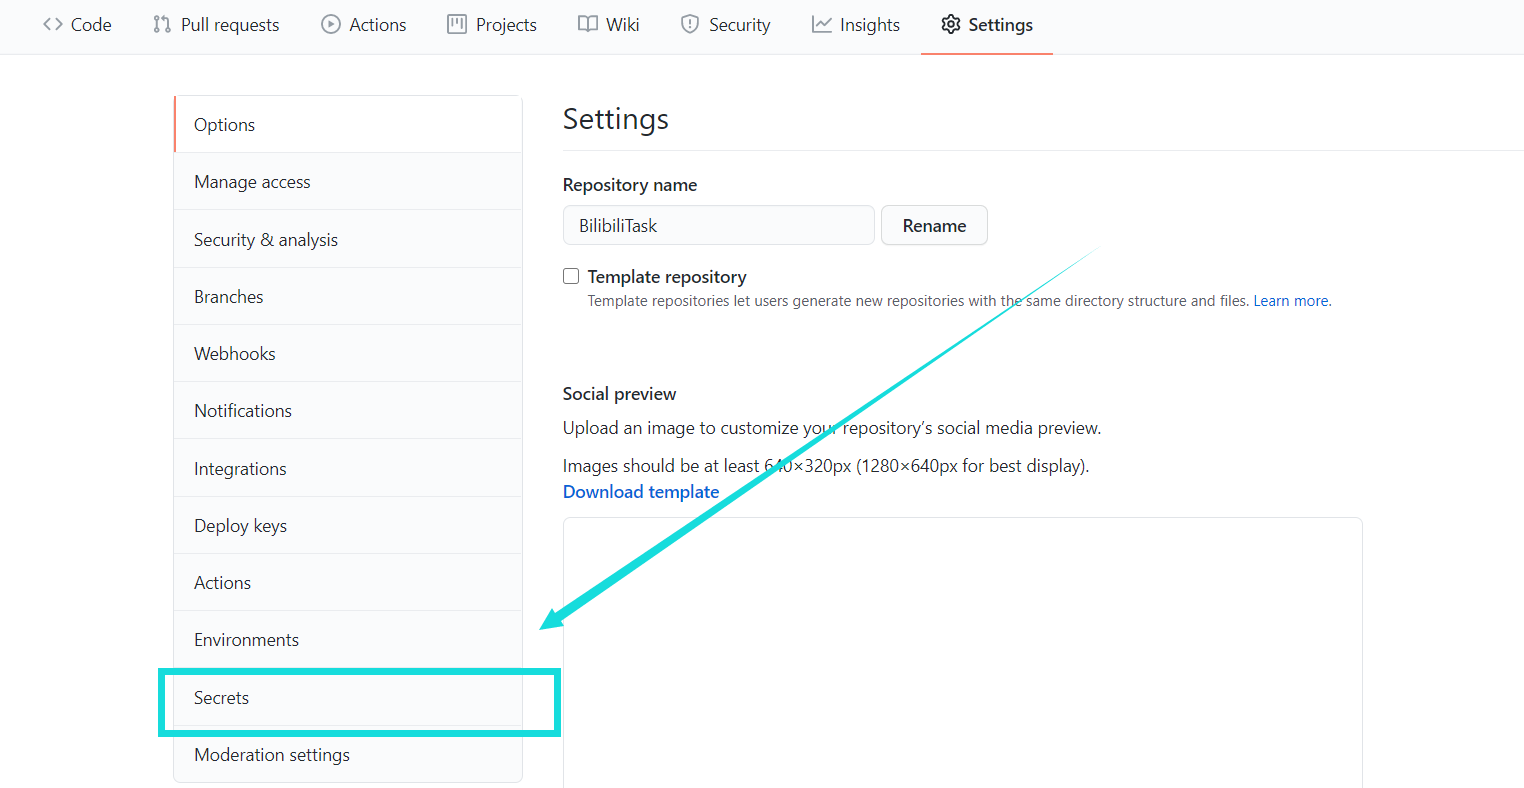 Code Pull requests Actions Projects Wiki Security Insights Settings
Options
Manage access
Security & analysis
Branches
Webhooks
Notifications
Integrations
Deploy keys
Actions
Environments
Secrets
Moderation settings
Settings
Repository name
BilibiliTask Rename
Template repository
Template repositories let users generate new repositories with the same directory structure and files. Learn more.
Social preview
Upload an image to customize your repository’s social media preview.
Images should be at least 640×320px (1280×640px for best display).
Download template